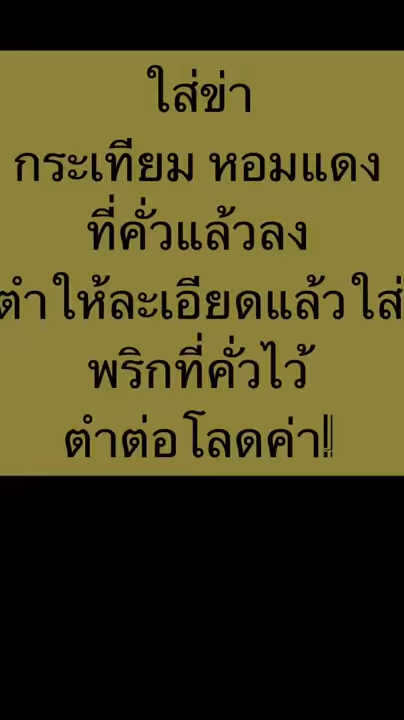 ใส่ข่า
กระเทียม หอมแดง
ที่คั่วแล้วลง
ตำให้ละเอียดแล้วใส่
พริกที่คั่วไว้
ตำต่อโลดค่า!!